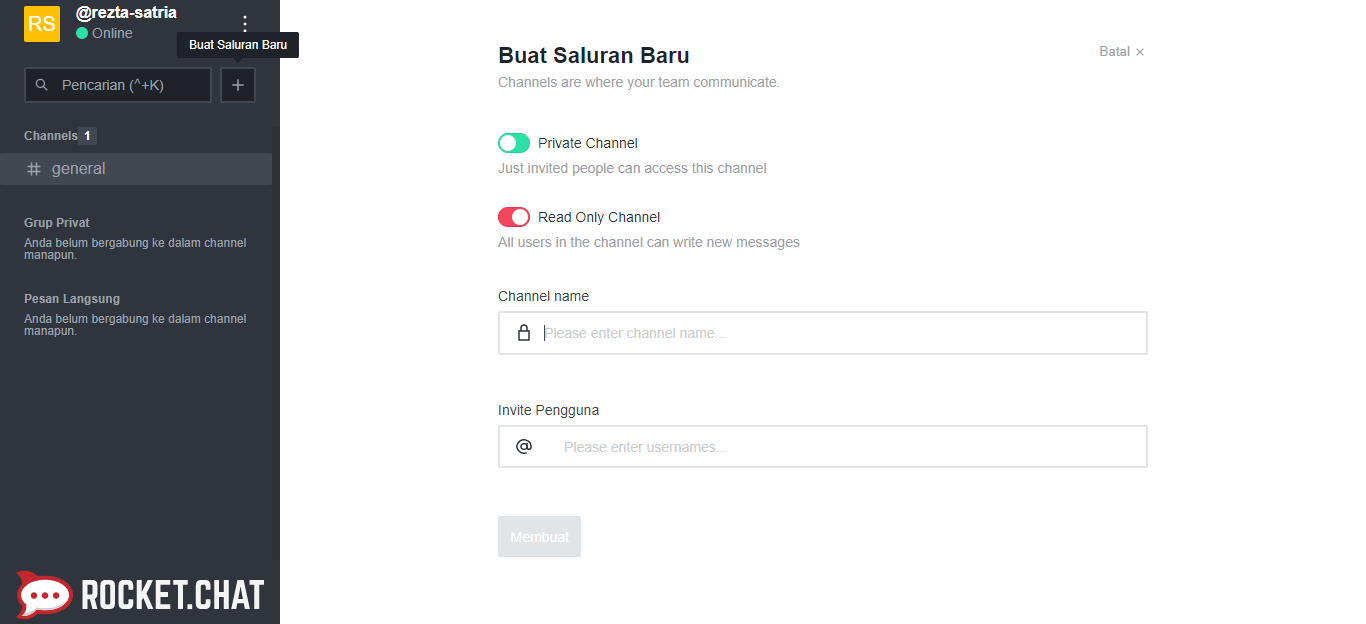 RS
@rezta-satria
Online
Buat Saluran Baru
Pencarian (^+K)
Channels 1
general
Grup Privat
Anda belum bergabung ke dalam channel
manapun.
Pesan Langsung
Anda belum bergabung ke dalam channel
manapun.
ROCKET.CHAT
Buat Saluran Baru
Batal ×
Channels are where your team communicate.
Private Channel
Just invited people can access this channel
Read Only Channel
All users in the channel can write new messages
Channel name
Please enter channel name...
Invite Pengguna
@ Please enter usernames...
Membuat